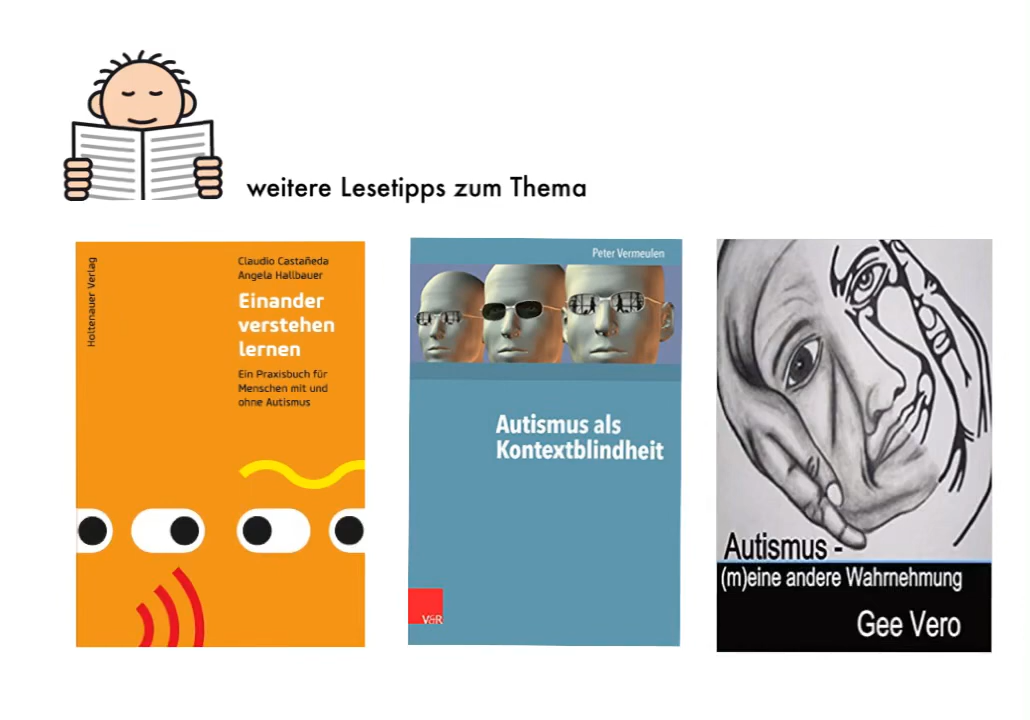 weitere Lesetipps zum Thema
Holtenauer Verlag
Claudio Castañeda
Angela Hallbauer
Einander
verstehen
lernen
Ein Praxisbuch für
Menschen mit und
ohne Autismus
Peter Vermeulen
Autismus als
Kontextblindheit
V&R
Autismus -
(m)eine andere Wahrnehmung
Gee Vero